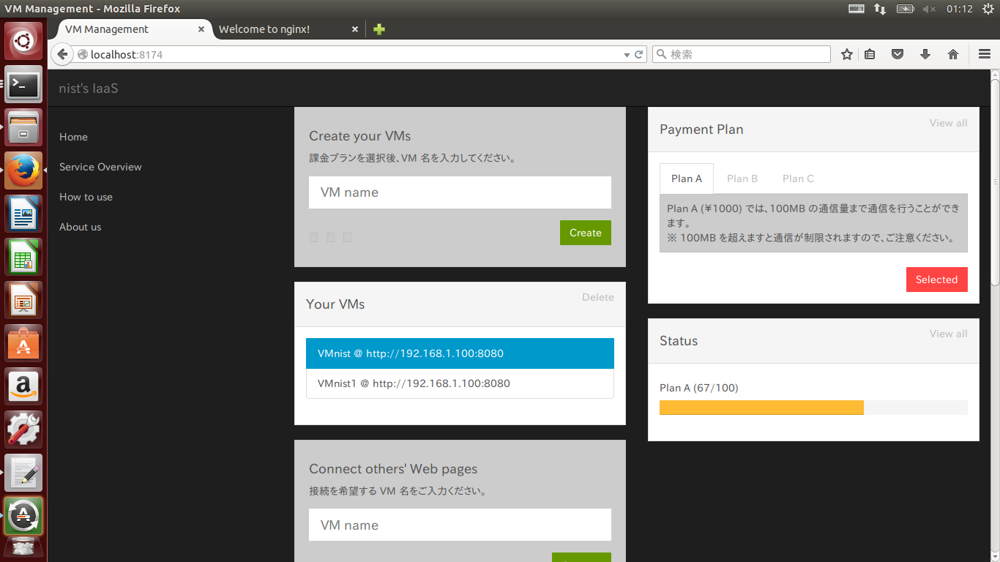 VM Management - Mozilla Firefox
01:12
VM Management
Welcome to nginx!
localhost:8174
検索
nist's IaaS
Home
Service Overview
How to use
About us
Create your VMs
課金プランを選択後、VM 名を入力してください。
VM name
Create
Your VMs
Delete
VMnist @ http://192.168.1.100:8080
VMnist1 @ http://192.168.1.100:8080
Connect others' Web pages
接続を希望する VM 名をご入力ください。
VM name
Payment Plan
View all
Plan A
Plan B
Plan C
Plan A (¥1000) では、100MB の通信量まで通信を行うことができ
ます。
※ 100MB を超えますと通信が制限されますので、ご注意ください。
Selected
Status
View all
Plan A (67/100)